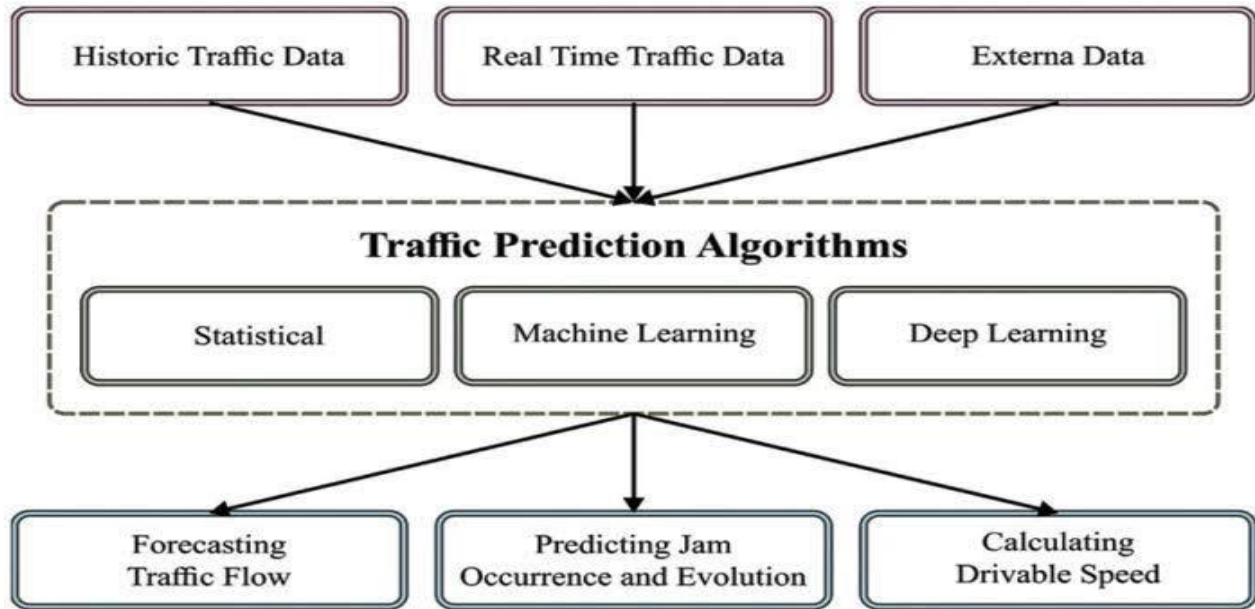 Historic Traffic Data
Real Time Traffic Data
Externa Data
Traffic Prediction Algorithms
Statistical
Machine Learning
Deep Learning
Forecasting
Traffic Flow
Predicting Jam
Occurrence and Evolution
Calculating
Drivable Speed